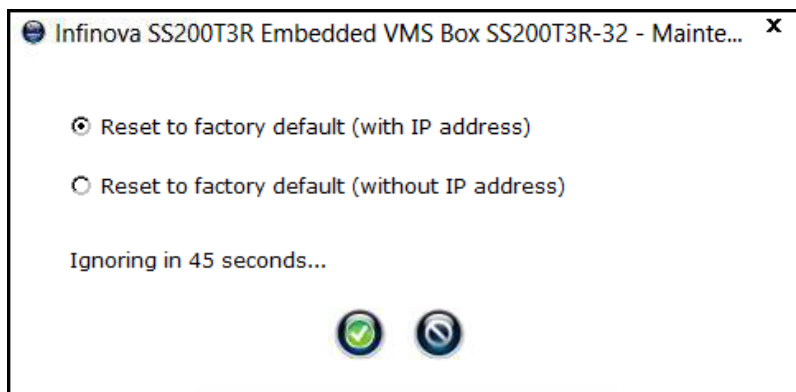 Infinova SS200T3R Embedded VMS Box SS200T3R-32 - Mainte... x
Reset to factory default (with IP address)
Reset to factory default (without IP address)
Ignoring in 45 seconds...